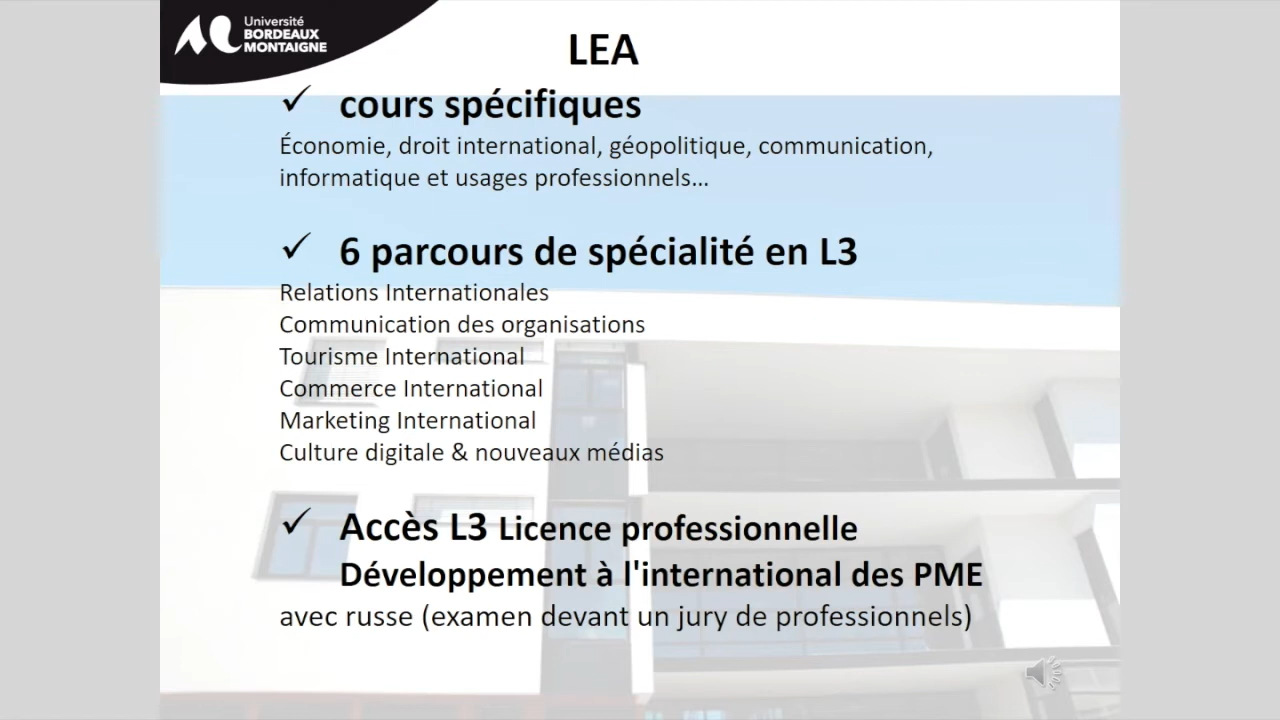 Université
BORDEAUX
MONTAIGNE
LEA
✓ cours spécifiques
Économie, droit international, géopolitique, communication,
informatique et usages professionnels…
✓ 6 parcours de spécialité en L3
Relations Internationales
Communication des organisations
Tourisme International
Commerce International
Marketing International
Culture digitale & nouveaux médias
✓ Accès L3 Licence professionnelle
Développement à l'international des PME
avec russe (examen devant un jury de professionnels)